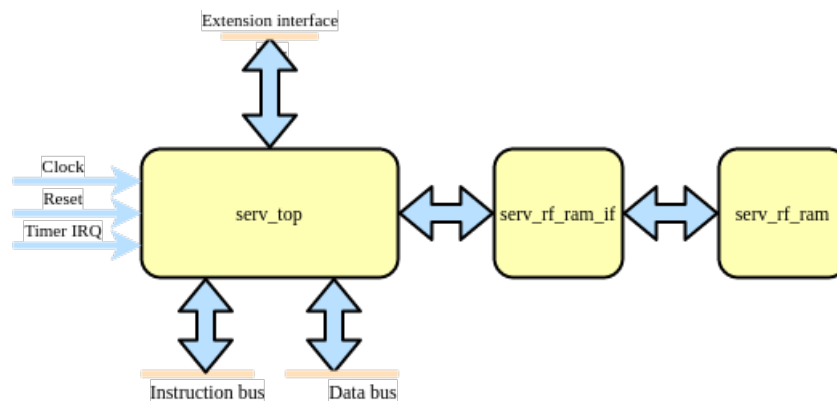 Extension interface
Clock
Reset
Timer IRQ
serv_top
serv_rf_ram_if
serv_rf_ram
Instruction bus
Data bus